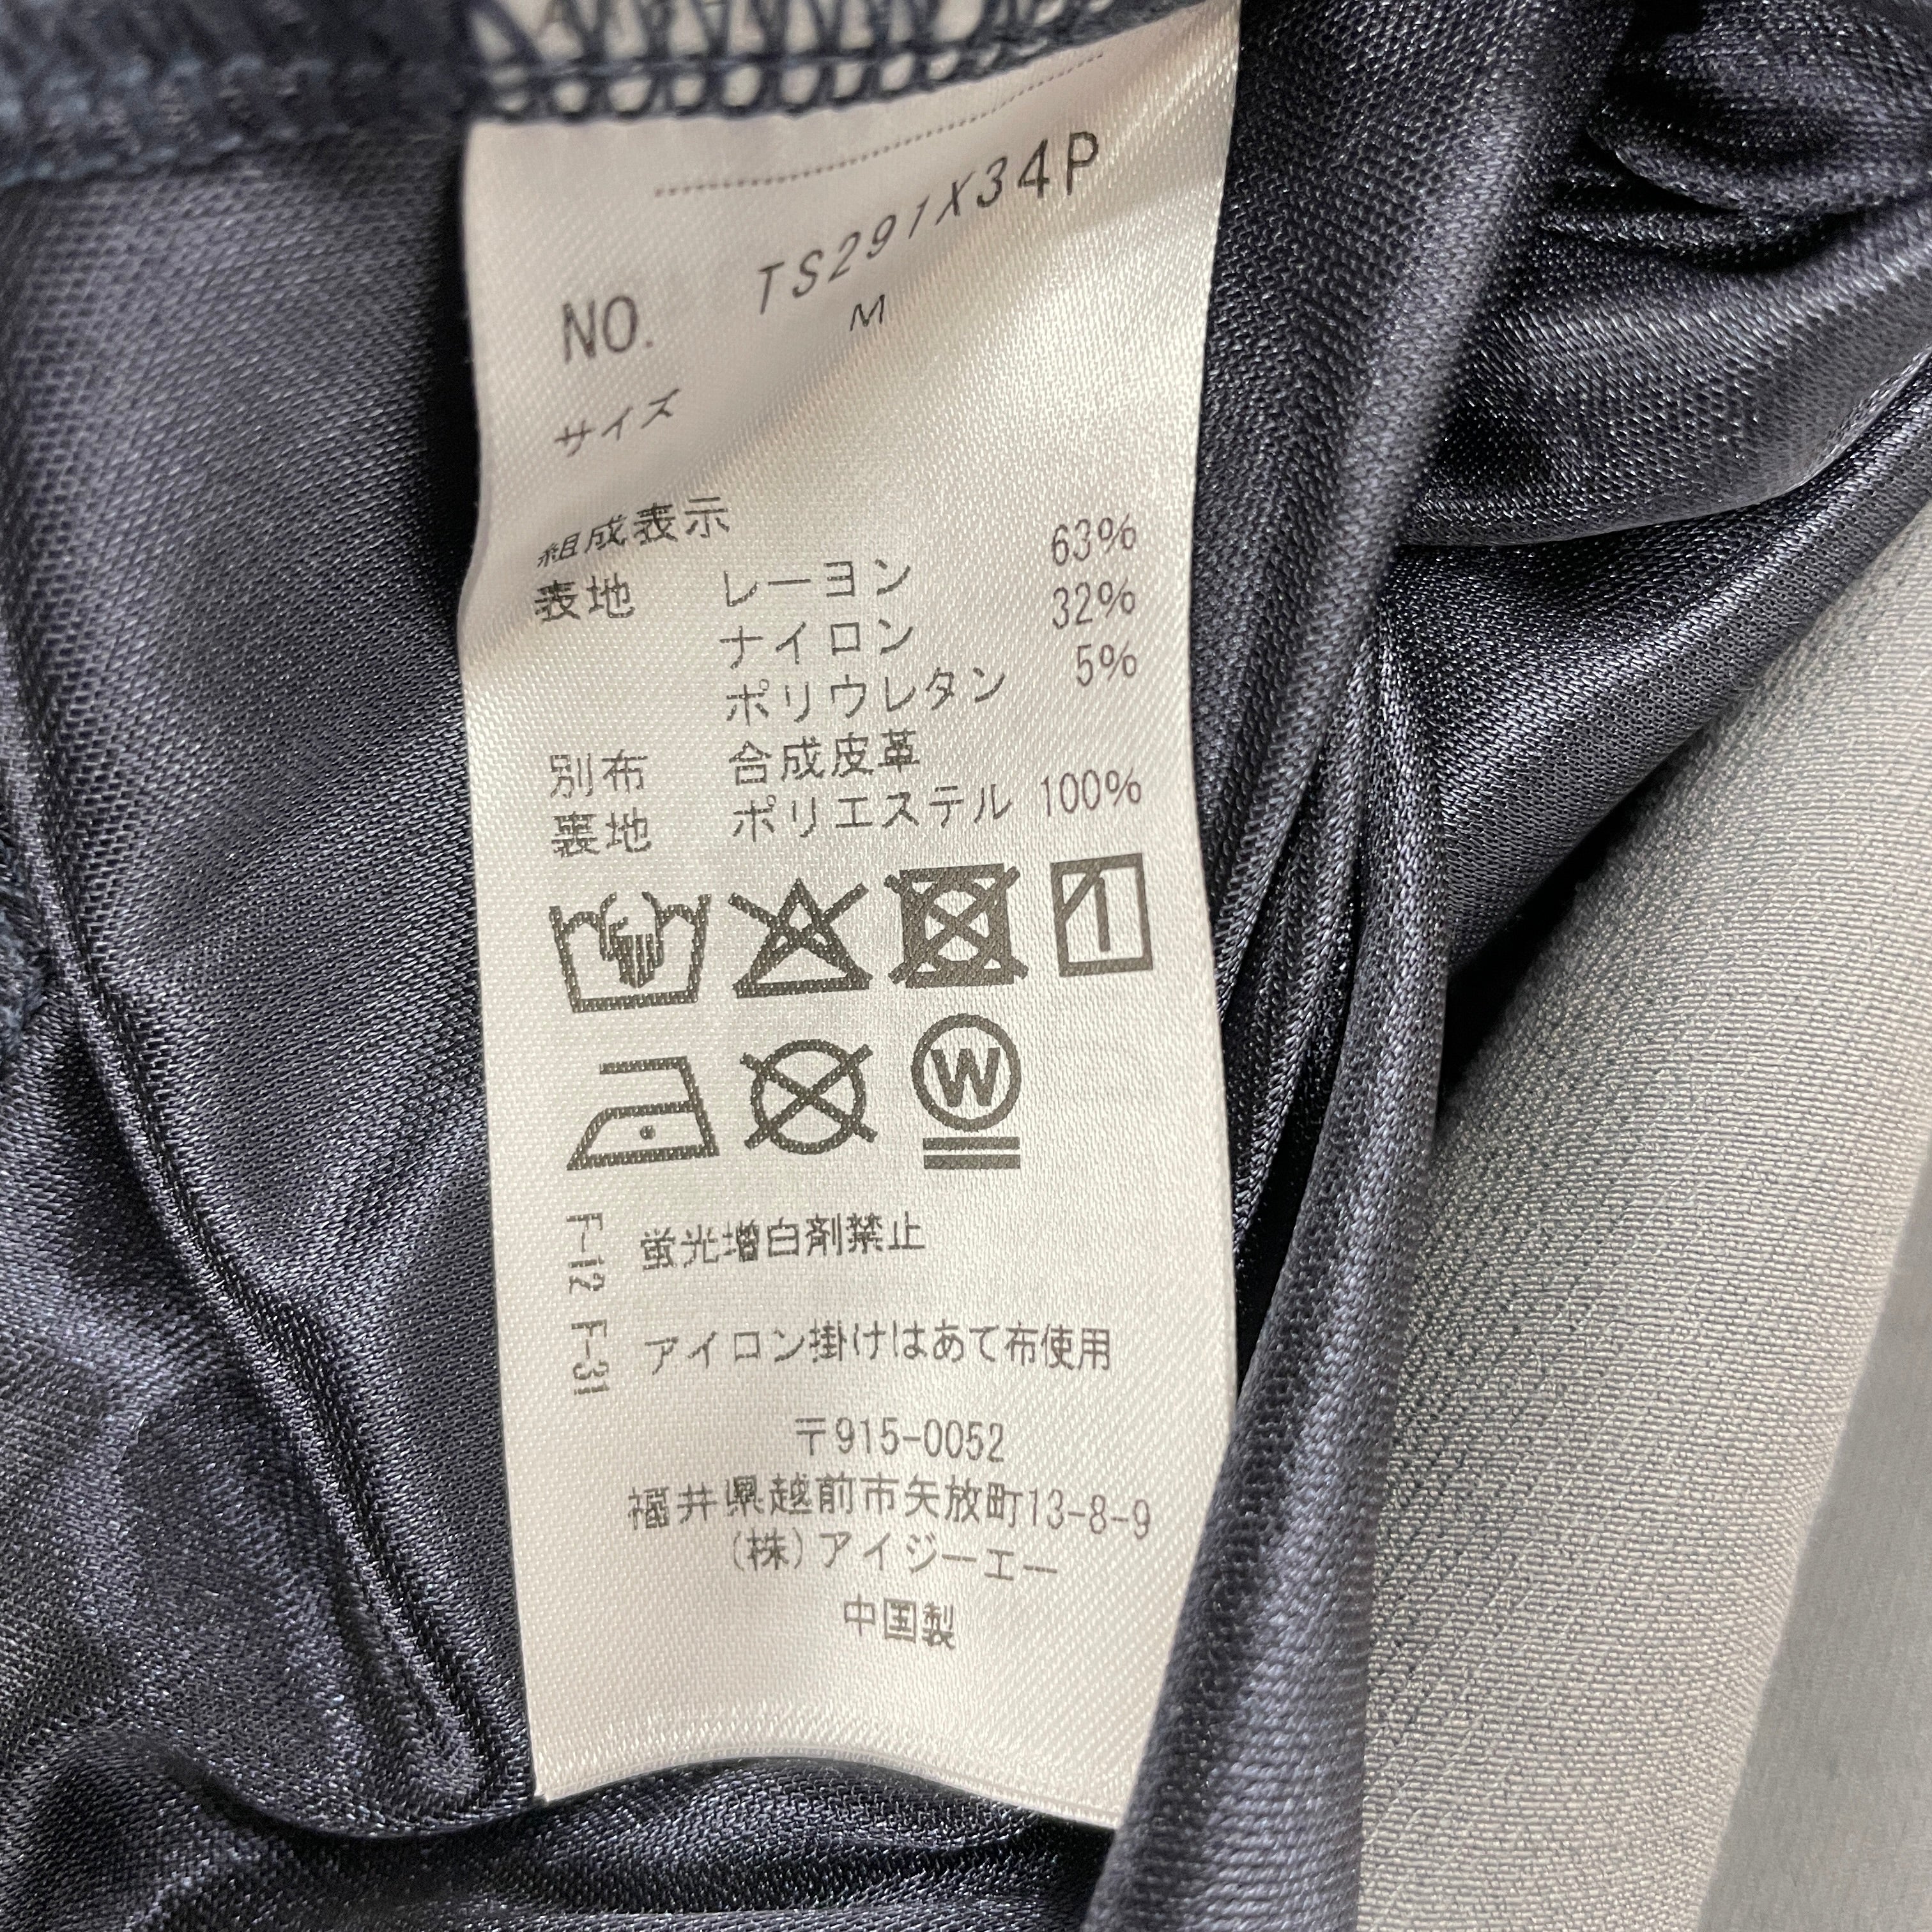 NO. TS291X34P
サイズ M
組成表示
表地 レーヨン 63%
ナイロン 32%
ポリウレタン 5%
別布 合成皮革
裏地 ポリエステル 100%
W
F-12 蛍光増白剤禁止
F-31 アイロン掛けはあて布使用
〒915-0052
福井県越前市矢放町13-8-9
(株)アイジーエー
中国製